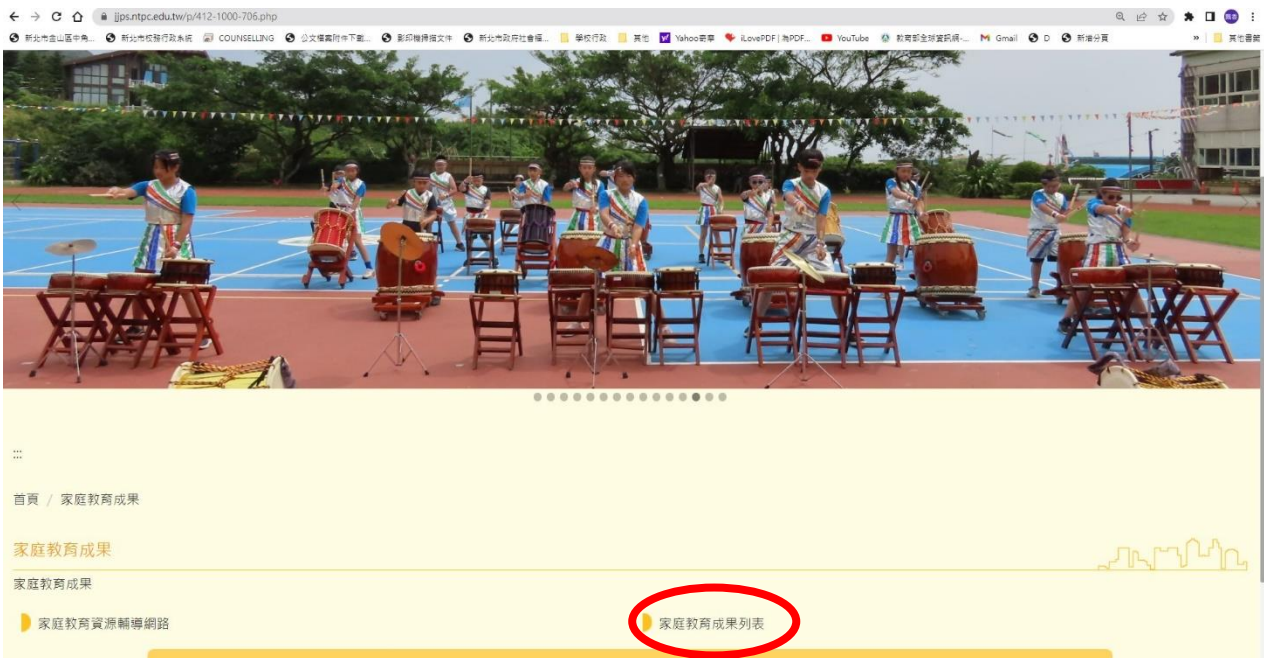 jjps.ntpc.edu.tw/p/412-1000-706.php
新北市金山區中角... 新北市校務行政系統 COUNSELLING 公文檔案附件下載... 影印機掃描文件 新北市政府社會福... 學校行政 其他 Yahoo奇摩 iLovePDF | 為PDF... YouTube 教育部全球資訊網-... M Gmail D 新增分頁 » 其他書籤
:::
首頁 / 家庭教育成果
家庭教育成果
家庭教育成果
家庭教育資源輔導網路 家庭教育成果列表